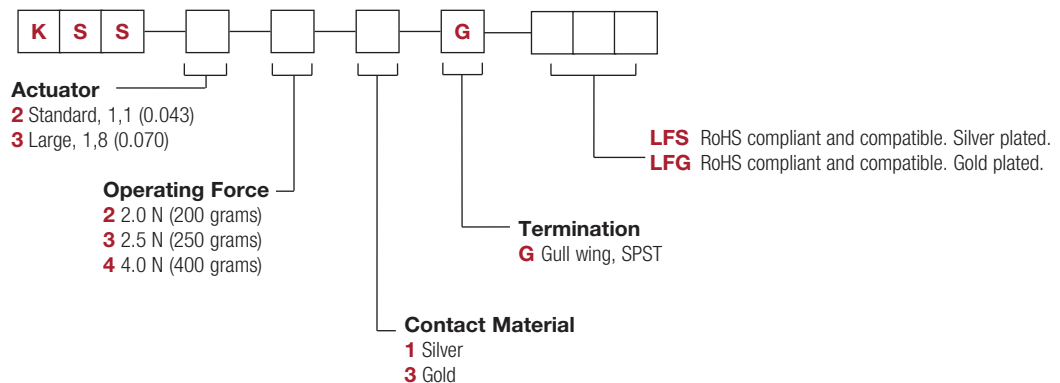 K S S G
Actuator
2 Standard, 1,1 (0.043)
3 Large, 1,8 (0.070)
LFS RoHS compliant and compatible. Silver plated.
LFG RoHS compliant and compatible. Gold plated.
Operating Force
2 2.0 N (200 grams)
3 2.5 N (250 grams)
4 4.0 N (400 grams)
Termination
G Gull wing, SPST
Contact Material
1 Silver
3 Gold